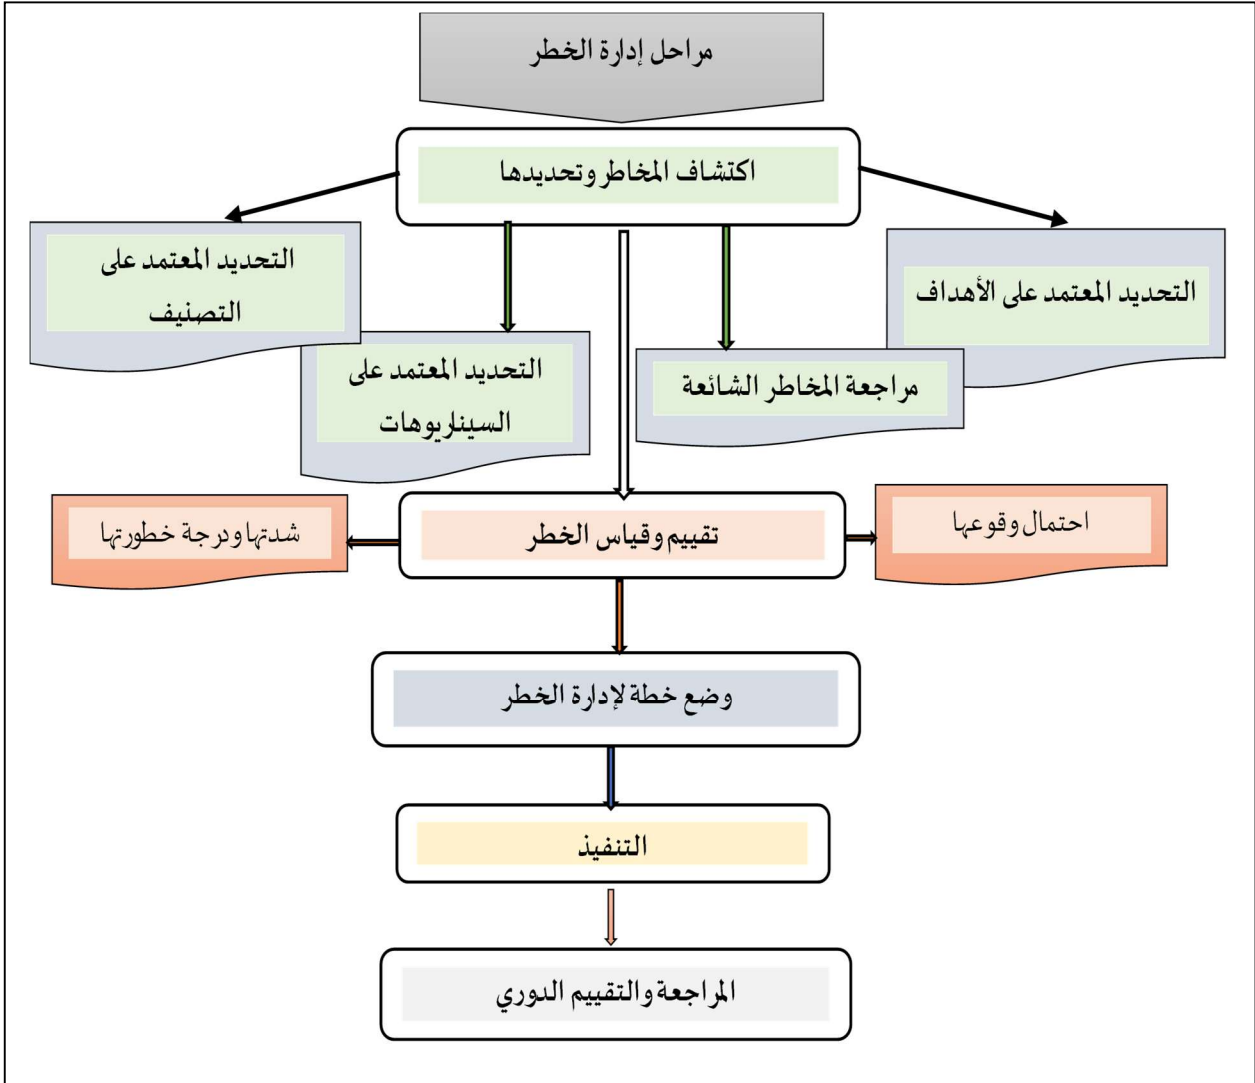 مراحل إدارة الخطر
اكتشاف المخاطر وتحديدها
التحديد المعتمد على الأهداف
مراجعة المخاطر الشائعة
التحديد المعتمد على
السيناريوهات
التحديد المعتمد على
التصنيف
تقييم وقياس الخطر
احتمال وقوعها
شدتها ودرجة خطورتها
وضع خطة لإدارة الخطر
التنفيذ
المراجعة والتقييم الدوري